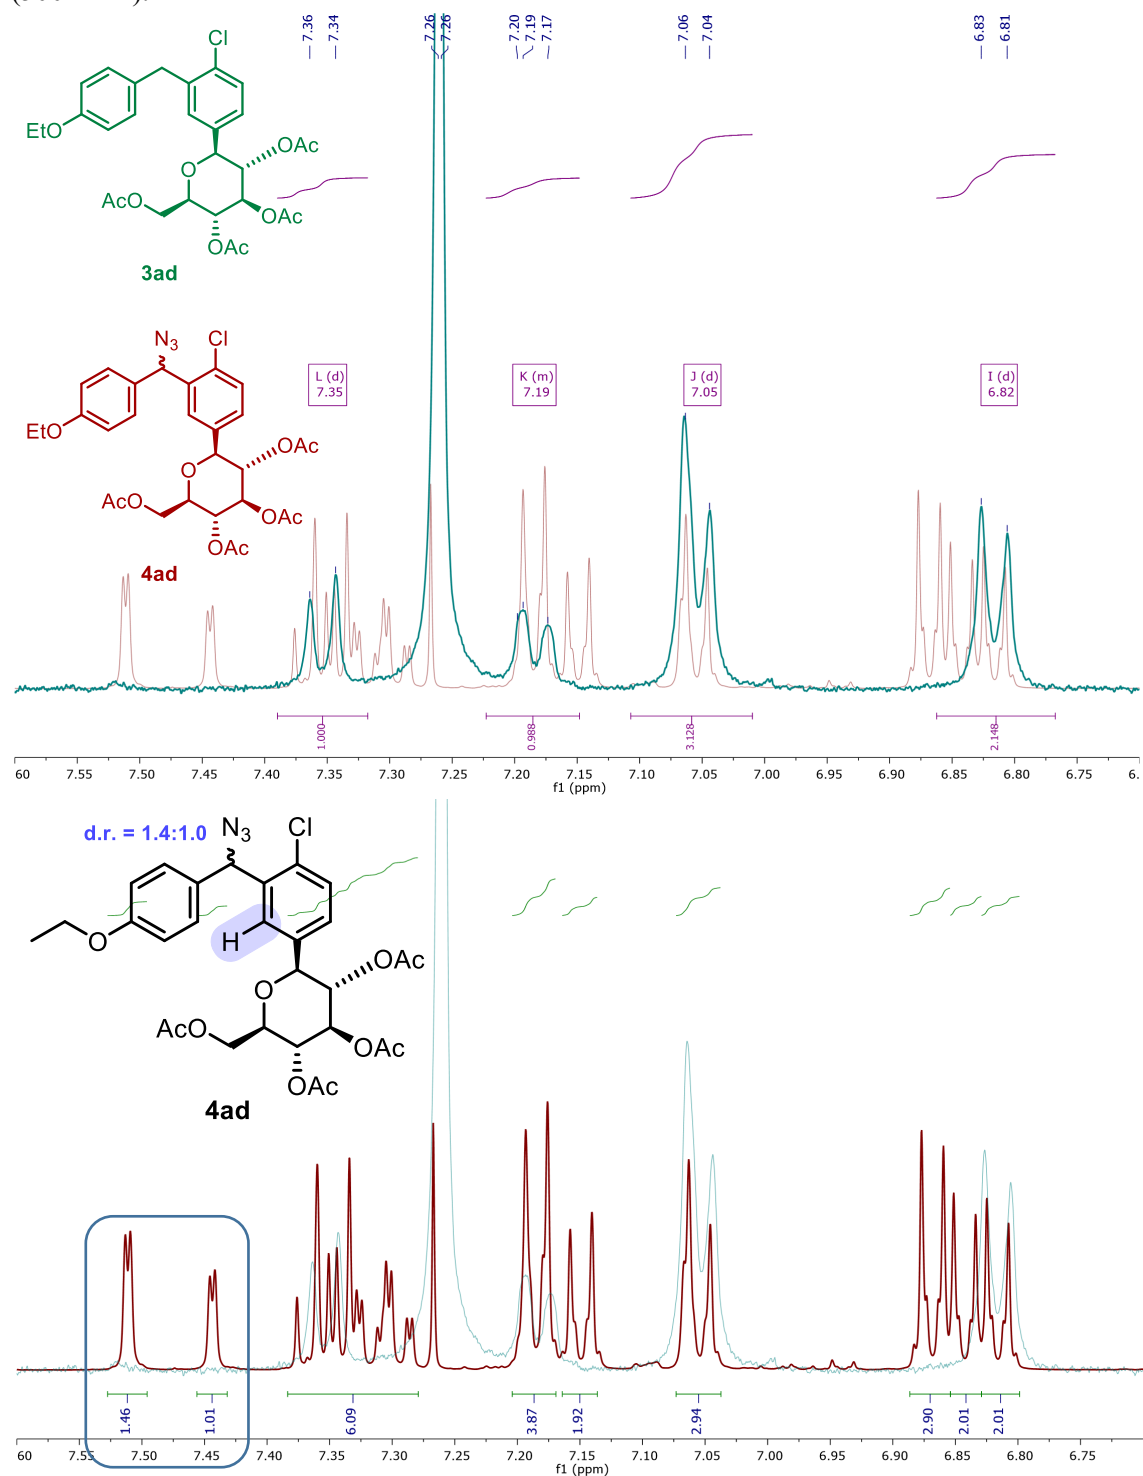 7.36
7.34
7.26
7.26
7.20
7.19
7.17
7.06
7.04
6.83
6.81
Cl
EtO
O
OAc
AcO
OAc
OAc
3ad
N3
Cl
EtO
O
OAc
AcO
OAc
OAc
4ad
L (d)
7.35
K (m)
7.19
J (d)
7.05
I (d)
6.82
1.000
0.988
3.128
2.148
60 7.55 7.50 7.45 7.40 7.35 7.30 7.25 7.20 7.15 7.10 7.05 7.00 6.95 6.90 6.85 6.80 6.75 6.
f1 (ppm)
d.r. = 1.4:1.0
N3
Cl
O
H
O
OAc
AcO
OAc
OAc
4ad
1.46
1.01
6.09
3.87
1.92
2.94
2.90
2.01
2.01
7.55 7.50 7.45 7.40 7.35 7.30 7.25 7.20 7.15 7.10 7.05 7.00 6.95 6.90 6.85 6.80
f1 (ppm)